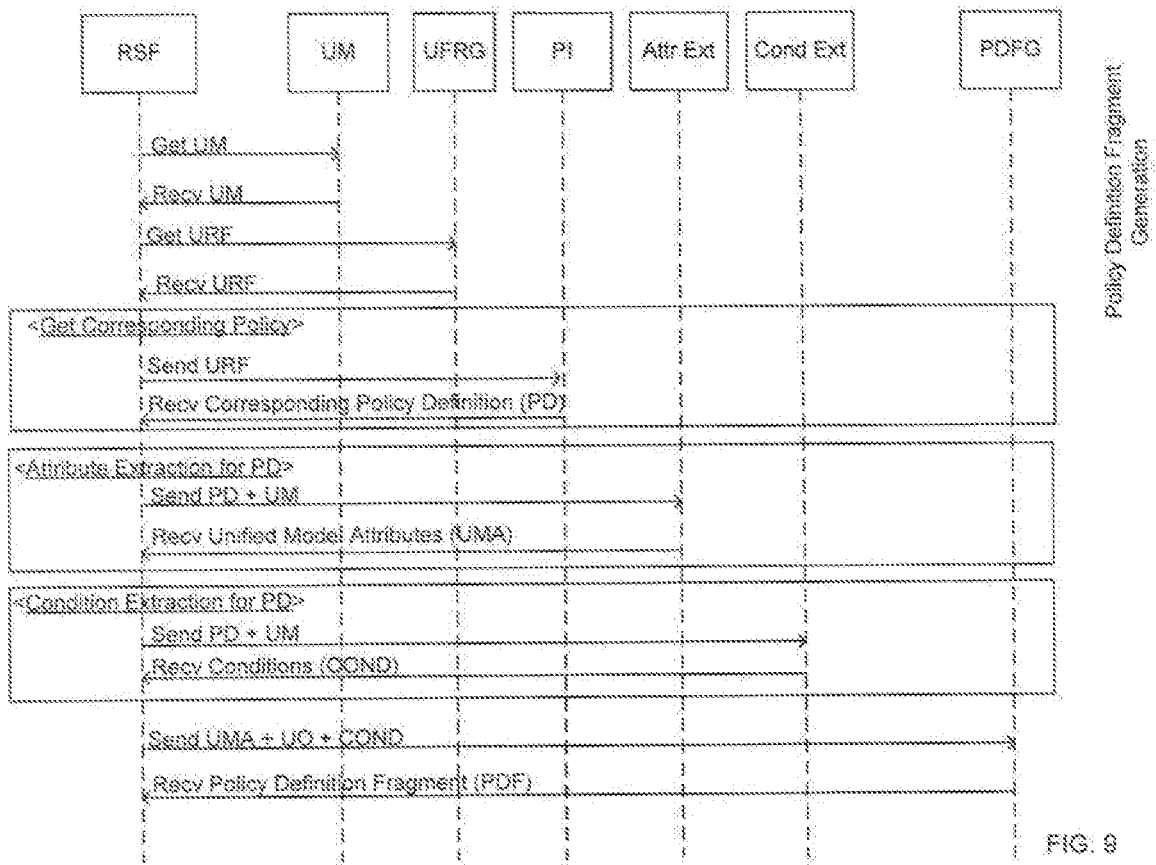 RSF UM UFRG PI Attr Ext Cond Ext PDFG
Policy Definition Fragment
Generation
Get UM
Recv UM
Get URF
Recv URF
<Get Corresponding Policy>
Send URF
Recv Corresponding Policy Definition (PD)
<Attribute Extraction for PD>
Send PD + UM
Recv Unified Model Attributes (UMA)
<Condition Extraction for PD>
Send PD + UM
Recv Conditions (COND)
Send UMA + UO + COND
Recv Policy Definition Fragment (PDF)
FIG. 9